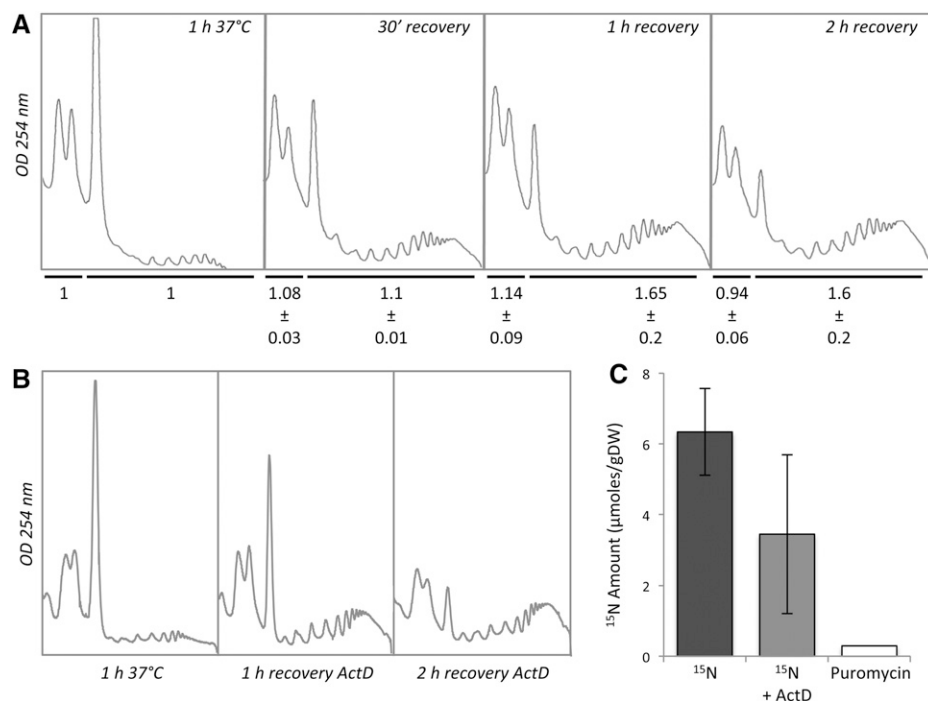 A
1 h 37°C
30' recovery
1 h recovery
2 h recovery
OD 254 nm
1 1 1.08 1.1 1.14 1.65 0.94 1.6
± ± ± ± ± ±
0.03 0.01 0.09 0.2 0.06 0.2
B
OD 254 nm
1 h 37°C
1 h recovery ActD
2 h recovery ActD
C
8
6
4
2
0
¹⁵N Amount (μmoles/gDW)
¹⁵N ¹⁵N Puromycin
+ ActD